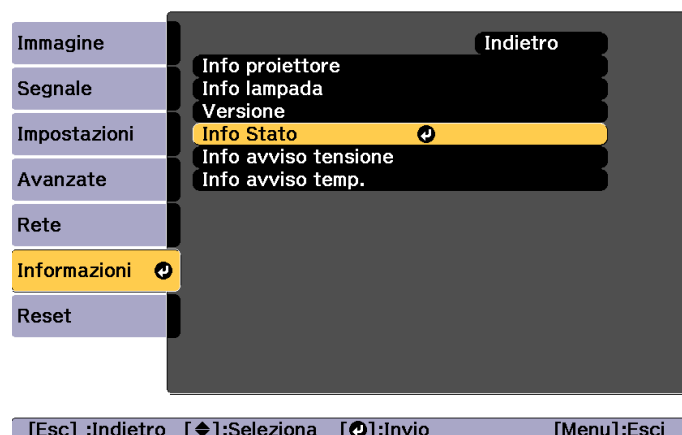 Immagine
Segnale
Impostazioni
Avanzate
Rete
Informazioni
Reset
Indietro
Info proiettore
Info lampada
Versione
Info Stato
Info avviso tensione
Info avviso temp.
[Esc] :Indietro [◆]:Seleziona [↵]:Invio [Menu]:Esci